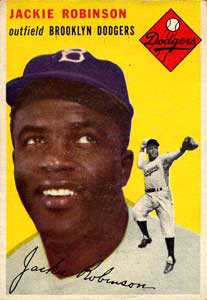 JACKIE ROBINSON
outfield BROOKLYN DODGERS
Dodgers
B
Jackie Robinson